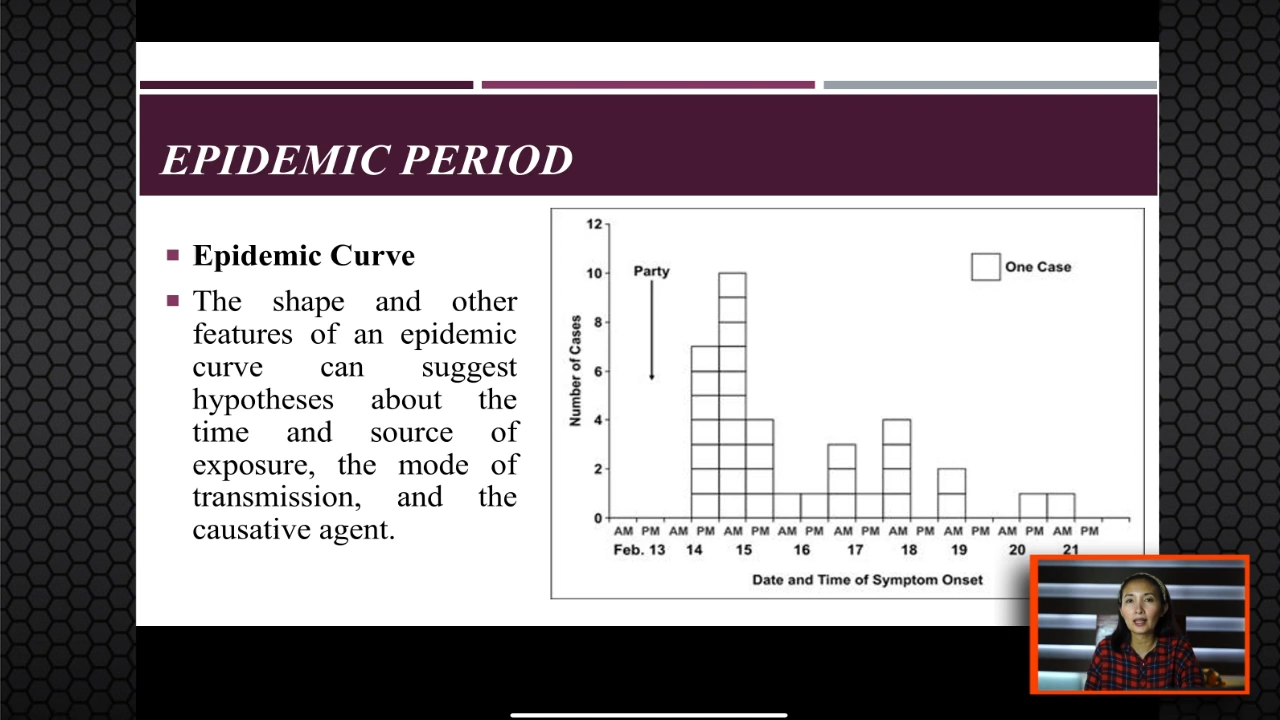 EPIDEMIC PERIOD
Epidemic Curve
The shape and other
features of an epidemic
curve can suggest
hypotheses about the
time and source of
exposure, the mode of
transmission, and the
causative agent.
12
10
8
6
4
2
0
Number of Cases
Party
One Case
AM PM AM PM AM PM AM PM AM PM AM PM AM PM AM PM AM PM
Feb. 13 14 15 16 17 18 19 20 21
Date and Time of Symptom Onset